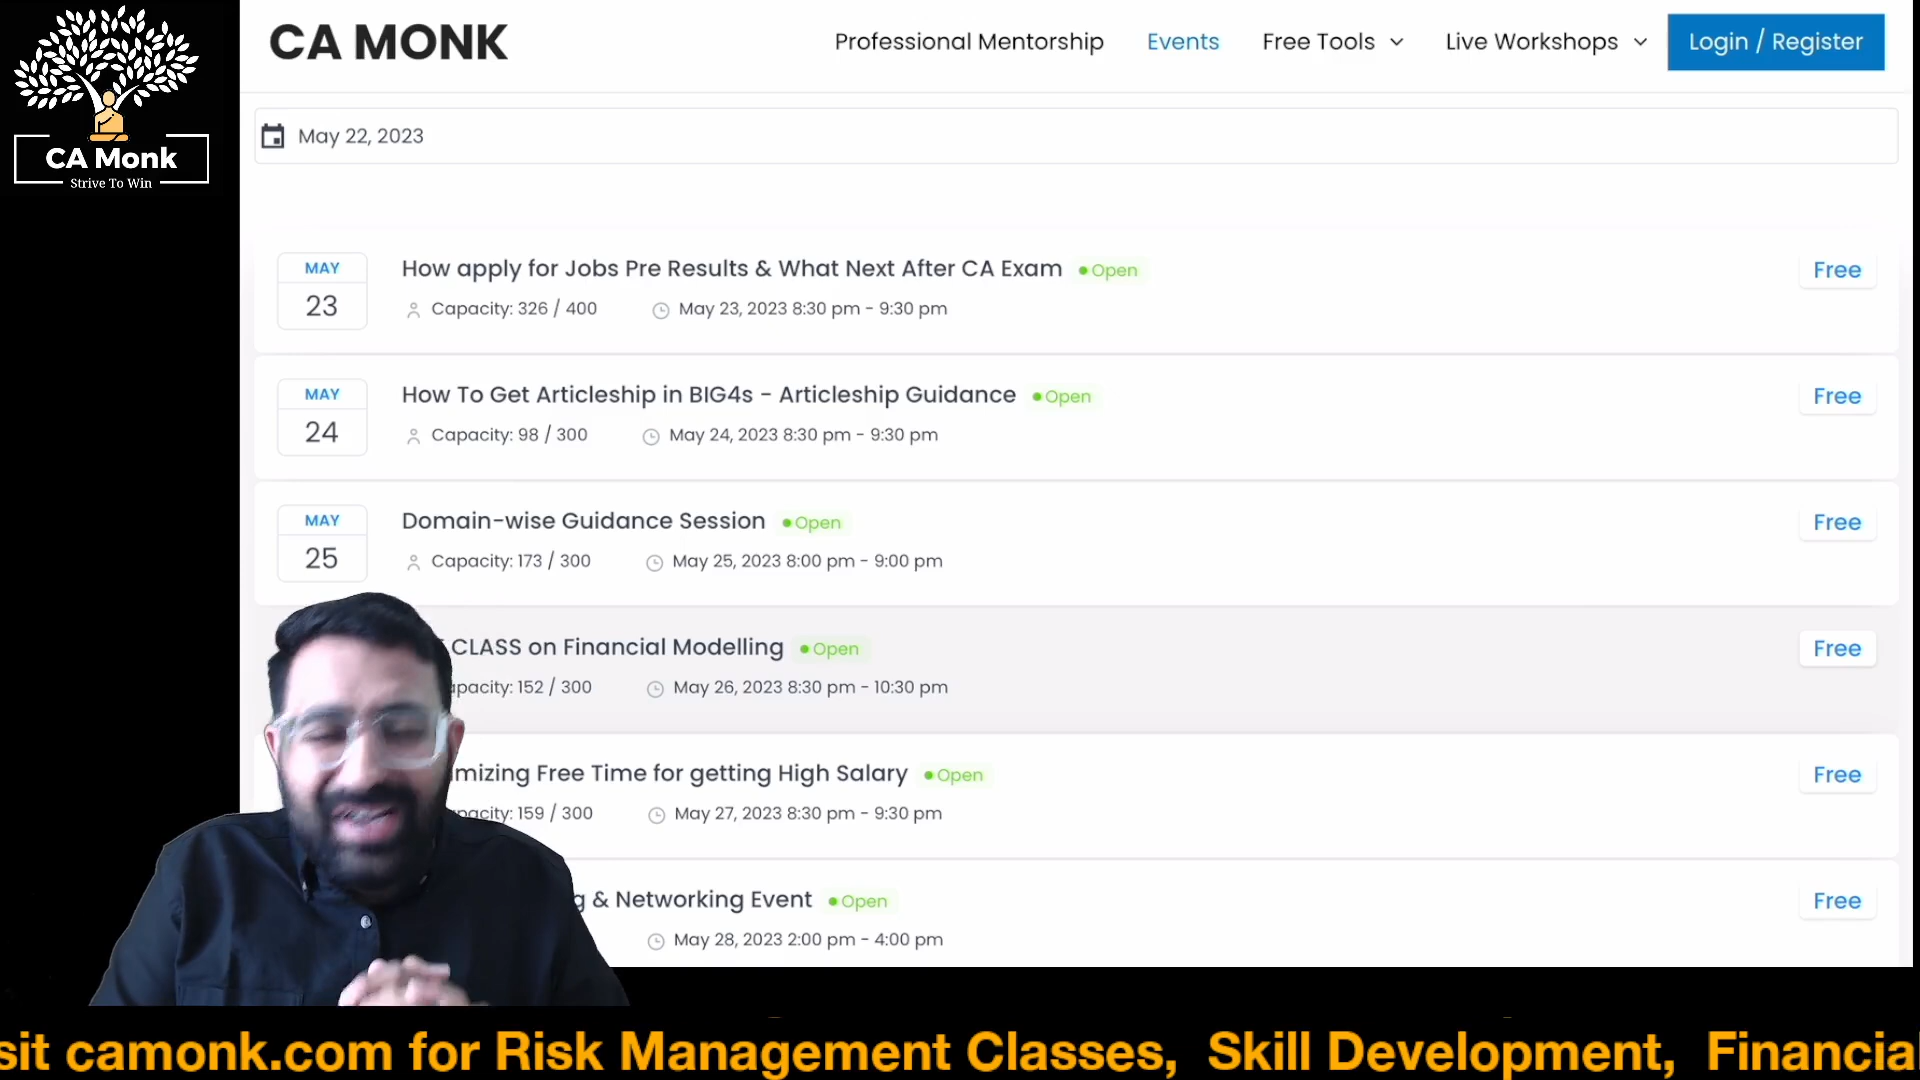 CA Monk
Strive To Win
CA MONK
Professional Mentorship Events Free Tools Live Workshops Login / Register
May 22, 2023
MAY
23
How apply for Jobs Pre Results & What Next After CA Exam Open Free
Capacity: 326 / 400 May 23, 2023 8:30 pm - 9:30 pm
MAY
24
How To Get Articleship in BIG4s - Articleship Guidance Open Free
Capacity: 98 / 300 May 24, 2023 8:30 pm - 9:30 pm
MAY
25
Domain-wise Guidance Session Open Free
Capacity: 173 / 300 May 25, 2023 8:00 pm - 9:00 pm
CLASS on Financial Modelling Open Free
pacity: 152 / 300 May 26, 2023 8:30 pm - 10:30 pm
mizing Free Time for getting High Salary Open Free
pacity: 159 / 300 May 27, 2023 8:30 pm - 9:30 pm
g & Networking Event Open Free
May 28, 2023 2:00 pm - 4:00 pm
sit camonk.com for Risk Management Classes, Skill Development, Financia